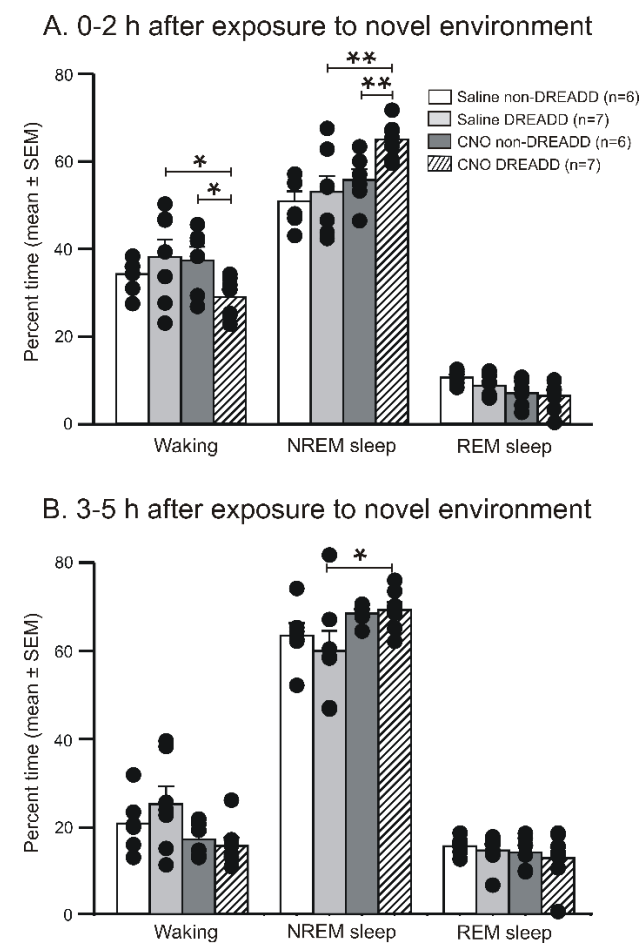 A. 0-2 h after exposure to novel environment
Percent time (mean ± SEM)
80
60
40
20
0
**
**
*
*
Saline non-DREADD (n=6)
Saline DREADD (n=7)
CNO non-DREADD (n=6)
CNO DREADD (n=7)
Waking
NREM sleep
REM sleep
B. 3-5 h after exposure to novel environment
Percent time (mean ± SEM)
80
60
40
20
0
*
Waking
NREM sleep
REM sleep